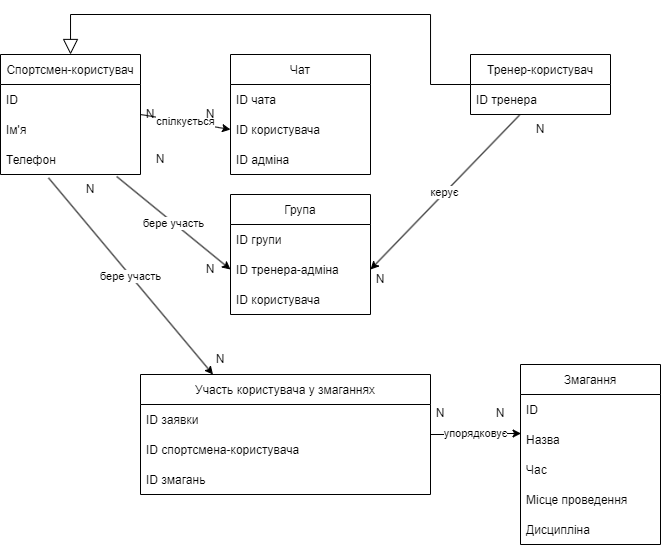 Спортсмен-користувач
ID
Ім'я
Телефон
Чат
ID чата
ID користувача
ID адміна
Тренер-користувач
ID тренера
N
спілкується
N
N
N
бере участь
N
Група
ID групи
ID тренера-адміна
ID користувача
N
керує
N
бере участь
N
Участь користувача у змаганнях
ID заявки
ID спортсмена-користувача
ID змагань
N
упорядковує
N
Змагання
ID
Назва
Час
Місце проведення
Дисципліна